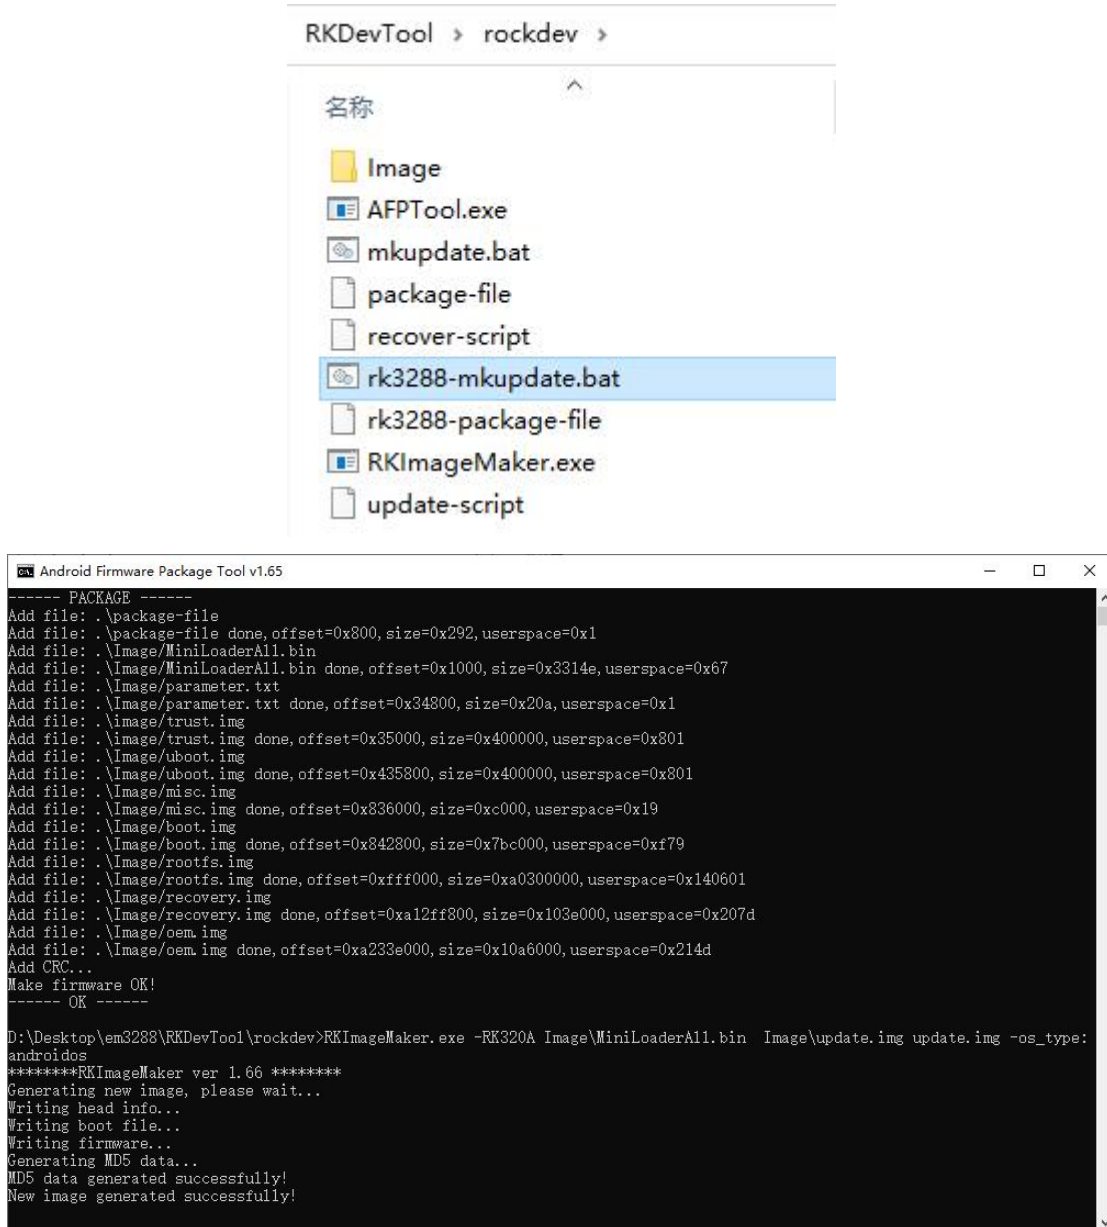 RKDevTool › rockdev ›
名称
Image
AFPTool.exe
mkupdate.bat
package-file
recover-script
rk3288-mkupdate.bat
rk3288-package-file
RKImageMaker.exe
update-script
Android Firmware Package Tool v1.65
------ PACKAGE ------
Add file: .\package-file
Add file: .\package-file done,offset=0x800,size=0x292,userspace=0x1
Add file: .\Image/MiniLoaderAll.bin
Add file: .\Image/MiniLoaderAll.bin done,offset=0x1000,size=0x3314e,userspace=0x67
Add file: .\Image/parameter.txt
Add file: .\Image/parameter.txt done,offset=0x34800,size=0x20a,userspace=0x1
Add file: .\image/trust.img
Add file: .\image/trust.img done,offset=0x35000,size=0x400000,userspace=0x801
Add file: .\Image/uboot.img
Add file: .\Image/uboot.img done,offset=0x435800,size=0x400000,userspace=0x801
Add file: .\Image/misc.img
Add file: .\Image/misc.img done,offset=0x836000,size=0xc000,userspace=0x19
Add file: .\Image/boot.img
Add file: .\Image/boot.img done,offset=0x842800,size=0x7bc000,userspace=0xf79
Add file: .\Image/rootfs.img
Add file: .\Image/rootfs.img done,offset=0xfff000,size=0xa0300000,userspace=0x140601
Add file: .\Image/recovery.img
Add file: .\Image/recovery.img done,offset=0xa12ff800,size=0x103e000,userspace=0x207d
Add file: .\Image/oem.img
Add file: .\Image/oem.img done,offset=0xa233e000,size=0x10a6000,userspace=0x214d
Add CRC...
Make firmware OK!
------ OK ------
D:\Desktop\em3288\RKDevTool\rockdev>RKImageMaker.exe -RK320A Image\MiniLoaderAll.bin  Image\update.img update.img -os_type:
androidos
********RKImageMaker ver 1.66 ********
Generating new image, please wait...
Writing head info...
Writing boot file...
Writing firmware...
Generating MD5 data...
MD5 data generated successfully!
New image generated successfully!